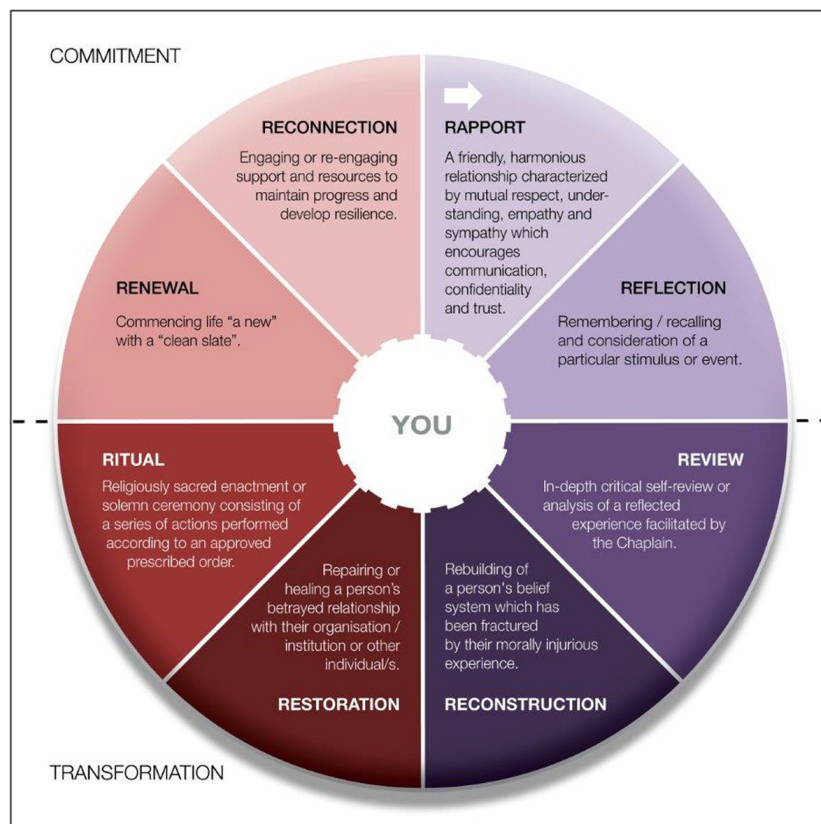 COMMITMENT
RAPPORT
A friendly, harmonious
relationship characterized
by mutual respect, under-
standing, empathy and
sympathy which
encourages
communication,
confidentiality
and trust.
REFLECTION
Remembering / recalling
and consideration of a
particular stimulus or event.
REVIEW
In-depth critical self-review or
analysis of a reflected
experience facilitated by
the Chaplain.
Rebuilding of
a person's belief
system which has
been fractured
by their morally injurious
experience.
RECONSTRUCTION
Repairing or
healing a person's
betrayed relationship
with their organisation /
institution or other
individual/s.
RESTORATION
RITUAL
Religiously sacred enactment or
solemn ceremony consisting of
a series of actions performed
according to an approved
prescribed order.
RENEWAL
Commencing life “a new”
with a “clean slate”.
RECONNECTION
Engaging or re-engaging
support and resources to
maintain progress and
develop resilience.
YOU
TRANSFORMATION